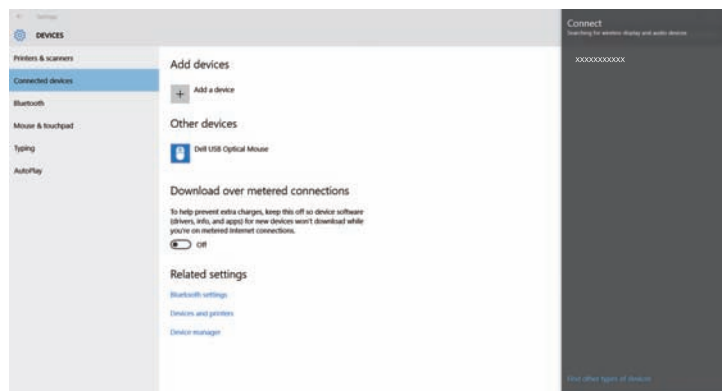 Settings
DEVICES
Printers & scanners
Connected devices
Bluetooth
Mouse & touchpad
Typing
AutoPlay
Add devices
Add a device
Other devices
Dell USB Optical Mouse
Download over metered connections
To help prevent extra charges, keep this off so device software
(drivers, info, and apps) for new devices won't download while
you're on metered Internet connections.
Off
Related settings
Bluetooth settings
Devices and printers
Device manager
Connect
Searching for wireless display and audio devices
xxxxxxxxxxx
Find other types of devices